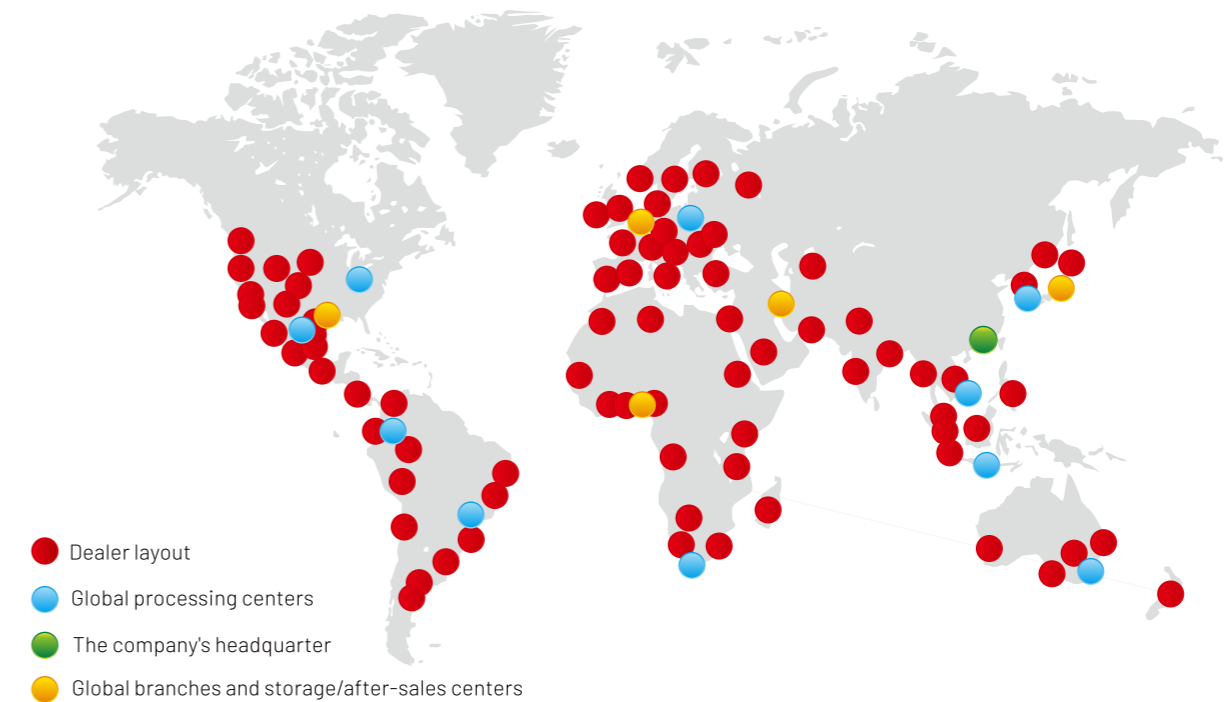 Dealer layout
Global processing centers
The company's headquarter
Global branches and storage/after-sales centers